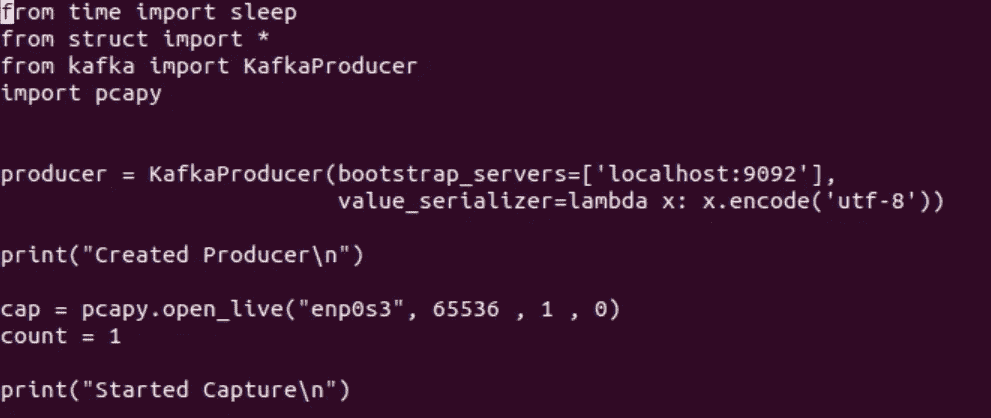 from time import sleep
from struct import *
from kafka import KafkaProducer
import pcapy
producer = KafkaProducer(bootstrap_servers=['localhost:9092'],
value_serializer=lambda x: x.encode('utf-8'))
print("Created Producer\n")
cap = pcapy.open_live("enp0s3", 65536 , 1 , 0)
count = 1
print("Started Capture\n")